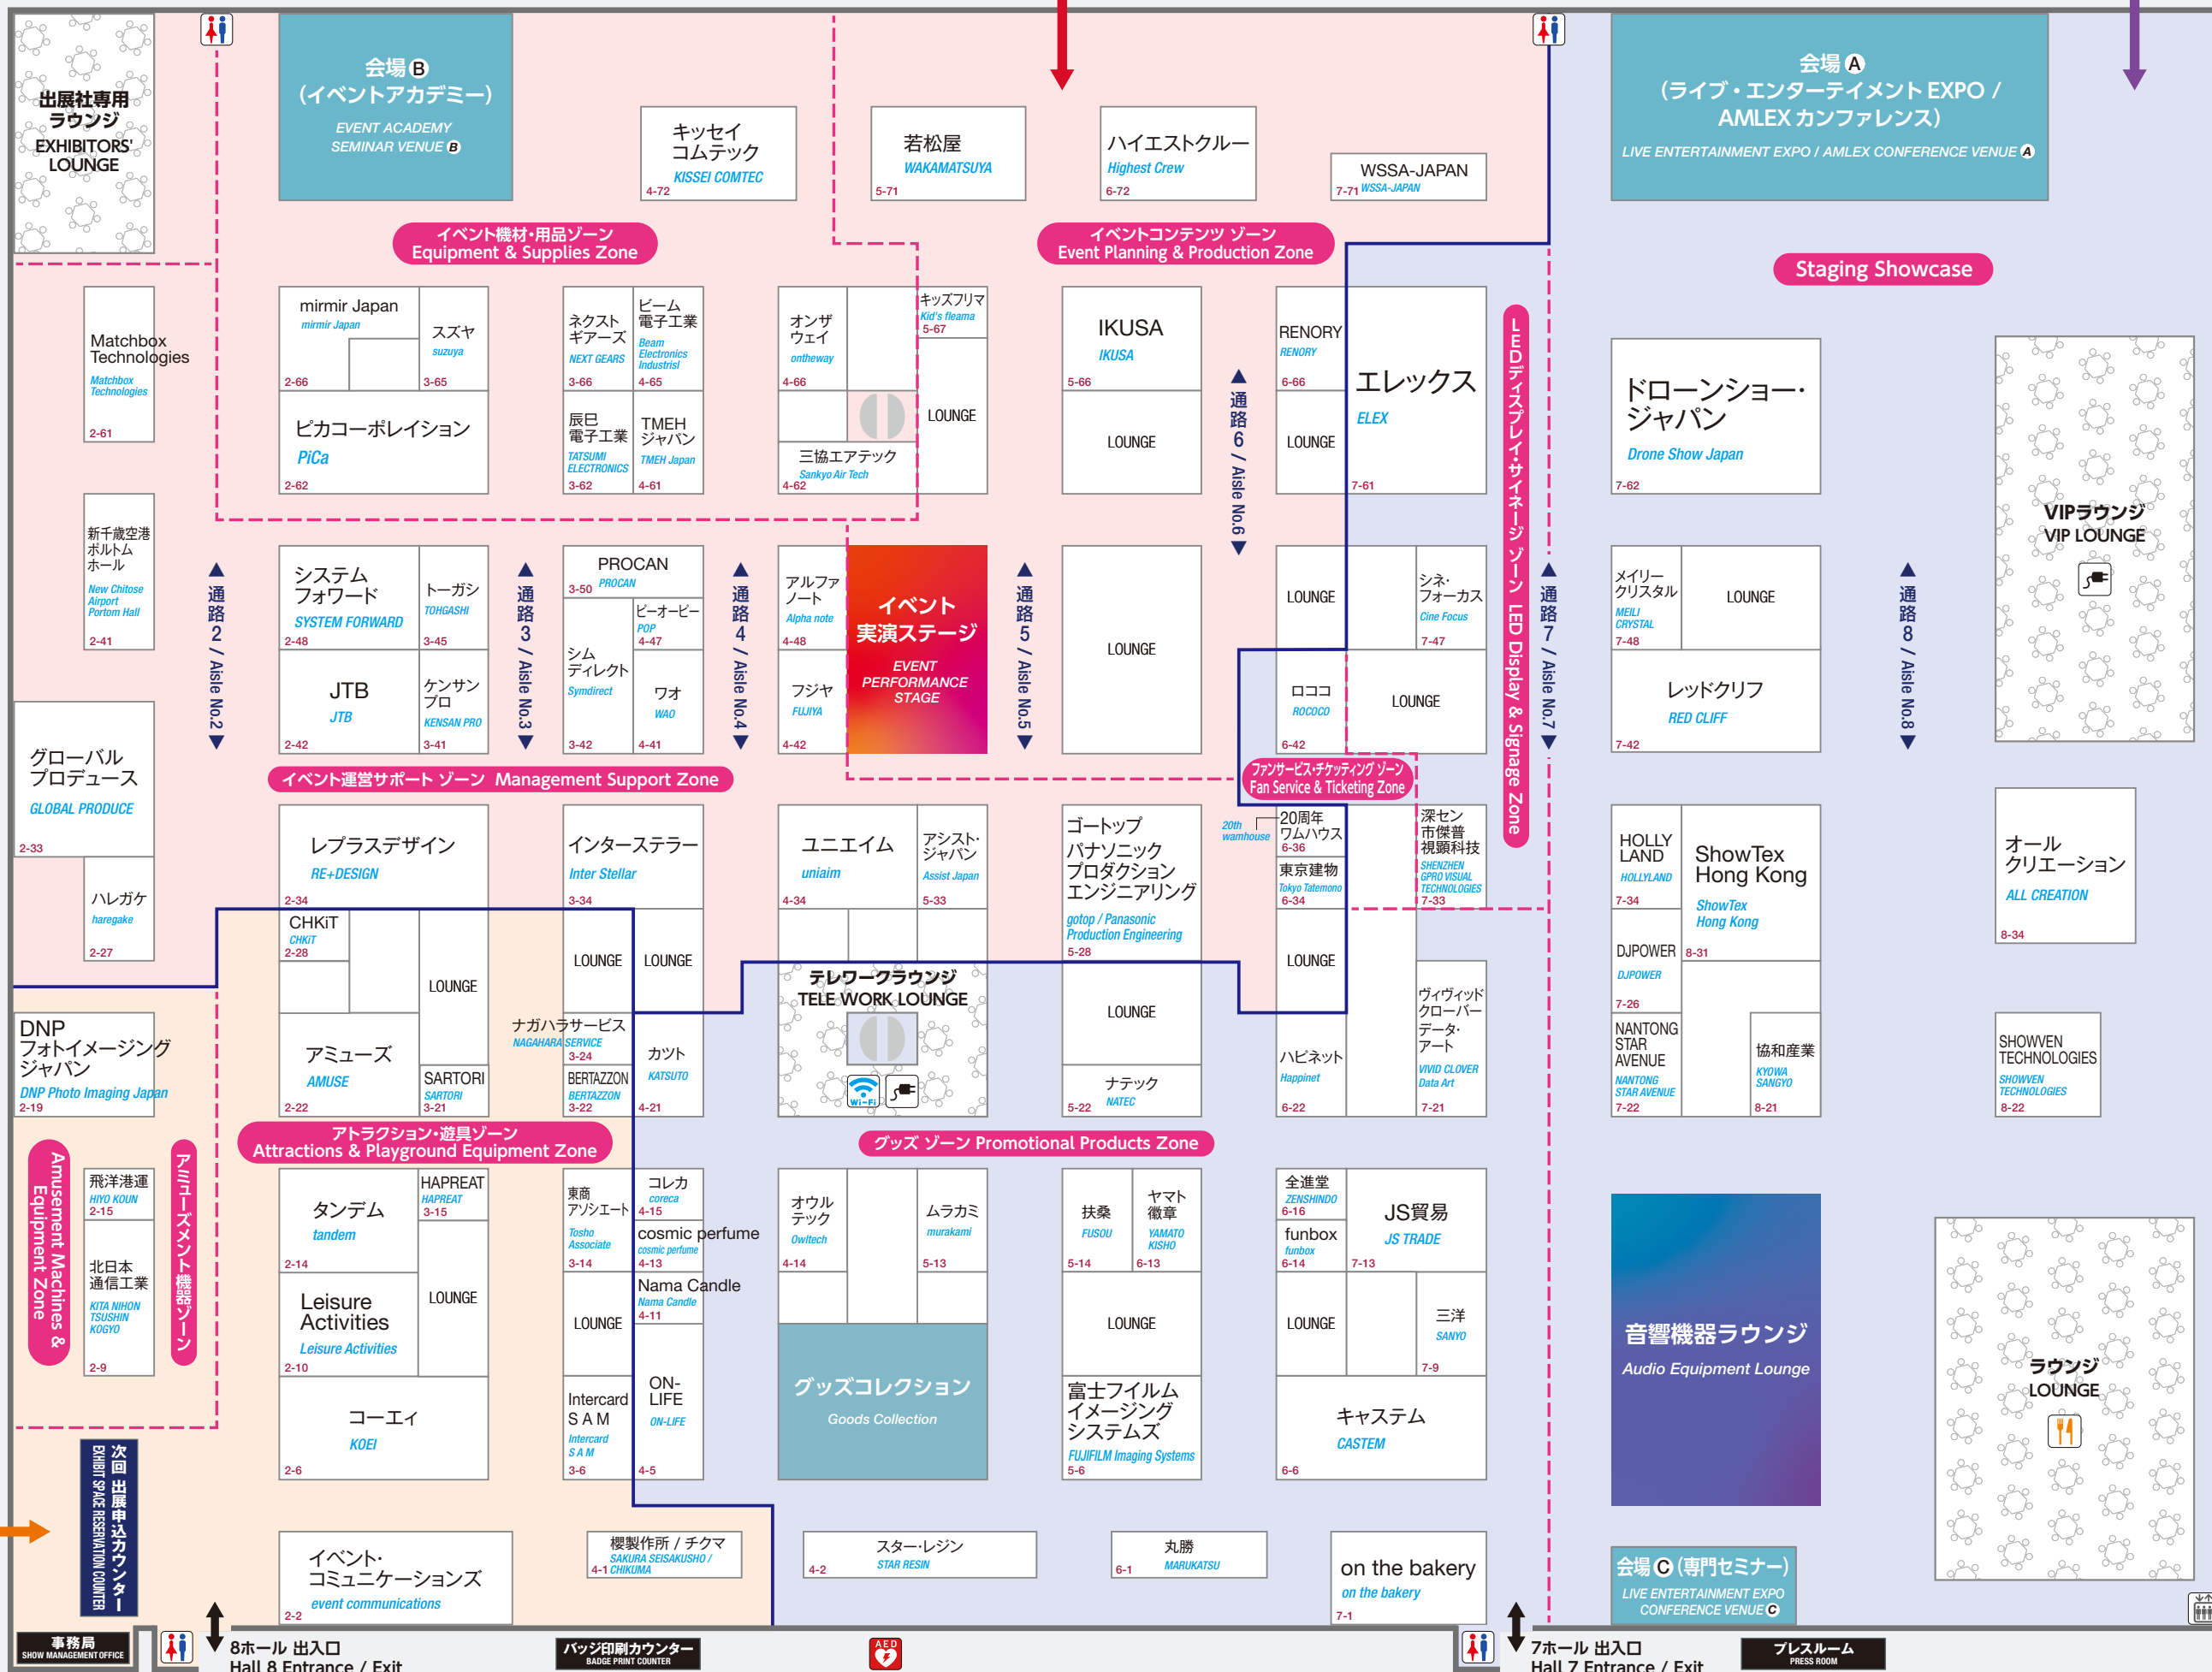 出展社専用
ラウンジ
EXHIBITORS'
LOUNGE
会場 B
(イベントアカデミー)
EVENT ACADEMY
SEMINAR VENUE B
キッセイ
コムテック
KISSEI COMTEC
4-72
若松屋
WAKAMATSUYA
5-71
ハイエストクルー
Highest Crew
6-72
WSSA-JAPAN
7-71 WSSA-JAPAN
会場 A
(ライブ・エンターテイメント EXPO /
AMLEX カンファレンス)
LIVE ENTERTAINMENT EXPO / AMLEX CONFERENCE VENUE A
イベント機材・用品ゾーン
Equipment & Supplies Zone
イベントコンテンツ ゾーン
Event Planning & Production Zone
Staging Showcase
Matchbox
Technologies
Matchbox
Technologies
2-61
mirmir Japan
mirmir Japan
2-66
スズヤ
suzuya
3-65
ピカコーポレイション
PiCa
2-62
ネクスト
ギアーズ
NEXT GEARS
3-66
ビーム
電子工業
Beam
Electronics
Industrisl
4-65
辰巳
電子工業
TATSUMI
ELECTRONICS
3-62
TMEH
ジャパン
TMEH Japan
4-61
オンザ
ウェイ
ontheway
4-66
キッズフリマ
Kid's fleama
5-67
LOUNGE
三協エアテック
Sankyo Air Tech
4-62
IKUSA
IKUSA
5-66
LOUNGE
通路6 / Aisle No.6
RENORY
RENORY
6-66
LOUNGE
エレックス
ELEX
7-61
LEDディスプレイ・サイネージ ゾーン LED Display & Signage Zone
ドローンショー・
ジャパン
Drone Show Japan
7-62
VIPラウンジ
VIP LOUNGE
新千歳空港
ポルトム
ホール
New Chitose
Airport
Portom Hall
2-41
通路2 / Aisle No.2
システム
フォワード
SYSTEM FORWARD
2-48
トーガシ
TOHGASHI
3-45
JTB
JTB
2-42
ケンサン
プロ
KENSAN PRO
3-41
通路3 / Aisle No.3
PROCAN
3-50 PROCAN
シム
ディレクト
Symdirect
3-42
ピーオーピー
POP
4-47
ワオ
WAO
4-41
通路4 / Aisle No.4
アルファ
ノート
Alpha note
4-48
フジヤ
FUJIYA
4-42
イベント
実演ステージ
EVENT
PERFORMANCE
STAGE
通路5 / Aisle No.5
LOUNGE
LOUNGE
シネ・
フォーカス
Cine Focus
7-47
ロココ
ROCOCO
6-42
LOUNGE
通路7 / Aisle No.7
メイリー
クリスタル
MEILI
CRYSTAL
7-48
LOUNGE
レッドクリフ
RED CLIFF
7-42
通路8 / Aisle No.8
グローバル
プロデュース
GLOBAL PRODUCE
2-33
イベント運営サポート ゾーン Management Support Zone
ファンサービス・チケッティング ゾーン
Fan Service & Ticketing Zone
ハレガケ
haregake
2-27
レプラスデザイン
RE+DESIGN
2-34
インターステラー
Inter Stellar
3-34
ユニエイム
uniaim
4-34
アシスト・
ジャパン
Assist Japan
5-33
ゴートップ
パナソニック
プロダクション
エンジニアリング
gotop / Panasonic
Production Engineering
5-28
20th
wamhouse
20周年
ワムハウス
6-36
東京建物
Tokyo Tatemono
6-34
深セン
市傑普
視顕科技
SHENZHEN
GPRO VISUAL
TECHNOLOGIES
7-33
HOLLY
LAND
HOLLYLAND
7-34
ShowTex
Hong Kong
ShowTex
Hong Kong
8-31
オール
クリエーション
ALL CREATION
8-34
CHKiT
CHKiT
2-28
LOUNGE
LOUNGE
LOUNGE
テレワークラウンジ
TELE WORK LOUNGE
Wi-Fi
LOUNGE
LOUNGE
DJPOWER
DJPOWER
7-26
DNP
フォトイメージング
ジャパン
DNP Photo Imaging Japan
2-19
アミューズ
AMUSE
2-22
SARTORI
SARTORI
3-21
ナガハラサービス
NAGAHARA SERVICE
3-24
BERTAZZON
BERTAZZON
3-22
カツト
KATSUTO
4-21
ナテック
NATEC
5-22
ハピネット
Happinet
6-22
ヴィヴィッド
クローバー
データ・
アート
VIVID CLOVER
Data Art
7-21
NANTONG
STAR
AVENUE
NANTONG
STAR AVENUE
7-22
協和産業
KYOWA
SANGYO
8-21
SHOWVEN
TECHNOLOGIES
SHOWVEN
TECHNOLOGIES
8-22
アトラクション・遊具ゾーン
Attractions & Playground Equipment Zone
グッズ ゾーン Promotional Products Zone
Amusement Machines &
Equipment Zone
アミューズメント機器ゾーン
飛洋港運
HIYO KOUN
2-15
北日本
通信工業
KITA NIHON
TSUSHIN
KOGYO
2-9
タンデム
tandem
2-14
HAPREAT
HAPREAT
3-15
LOUNGE
Leisure
Activities
Leisure Activities
2-10
コーエィ
KOEI
2-6
東商
アソシエート
Tosho
Associate
3-14
コレカ
coreca
4-15
cosmic perfume
cosmic perfume
4-13
Nama Candle
Nama Candle
4-11
LOUNGE
Intercard
S A M
Intercard
S A M
3-6
ON-
LIFE
ON-LIFE
4-5
オウル
テック
Owltech
4-14
ムラカミ
murakami
5-13
グッズコレクション
Goods Collection
扶桑
FUSOU
5-14
ヤマト
徽章
YAMATO
KISHO
6-13
LOUNGE
富士フイルム
イメージング
システムズ
FUJIFILM Imaging Systems
5-6
全進堂
ZENSHINDO
6-16
funbox
funbox
6-14
JS貿易
JS TRADE
7-13
LOUNGE
三洋
SANYO
7-9
キャステム
CASTEM
6-6
音響機器ラウンジ
Audio Equipment Lounge
ラウンジ
LOUNGE
次回 出展申込カウンター
EXHIBIT SPACE RESERVATION COUNTER
イベント・
コミュニケーションズ
event communications
2-2
櫻製作所 / チクマ
SAKURA SEISAKUSHO /
4-1 CHIKUMA
スター・レジン
STAR RESIN
4-2
丸勝
MARUKATSU
6-1
on the bakery
on the bakery
7-1
会場 C (専門セミナー)
LIVE ENTERTAINMENT EXPO
CONFERENCE VENUE C
事務局
SHOW MANAGEMENT OFFICE
8ホール 出入口
Hall 8 Entrance / Exit
バッジ印刷カウンター
BADGE PRINT COUNTER
AED
7ホール 出入口
Hall 7 Entrance / Exit
プレスルーム
PRESS ROOM